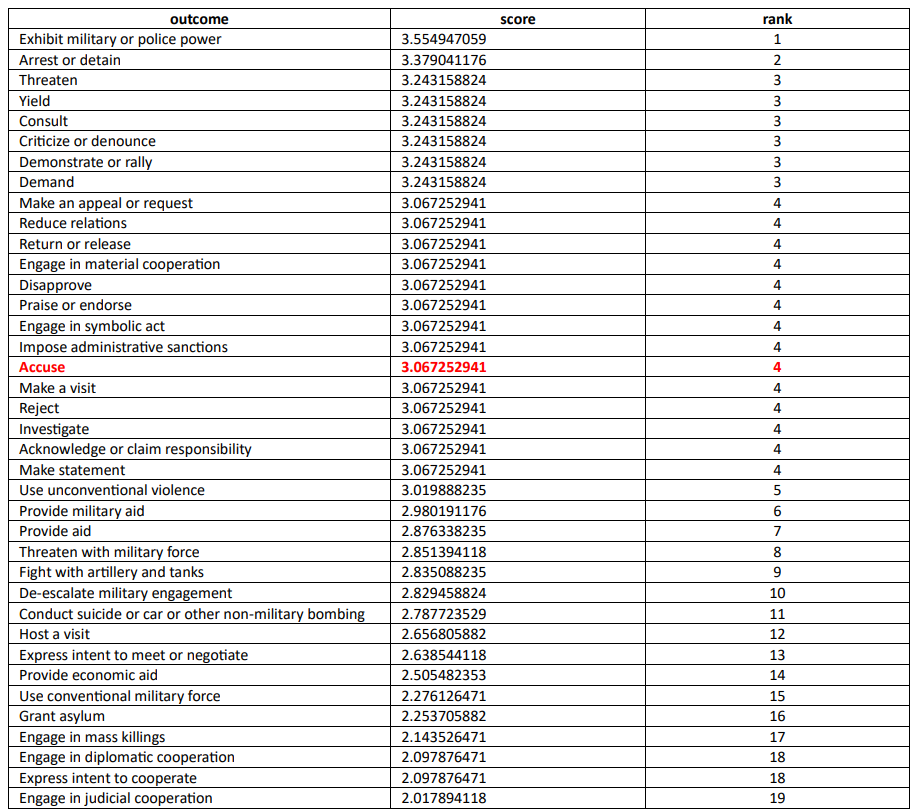 outcome score rank
Exhibit military or police power 3.554947059 1
Arrest or detain 3.379041176 2
Threaten 3.243158824 3
Yield 3.243158824 3
Consult 3.243158824 3
Criticize or denounce 3.243158824 3
Demonstrate or rally 3.243158824 3
Demand 3.243158824 3
Make an appeal or request 3.067252941 4
Reduce relations 3.067252941 4
Return or release 3.067252941 4
Engage in material cooperation 3.067252941 4
Disapprove 3.067252941 4
Praise or endorse 3.067252941 4
Engage in symbolic act 3.067252941 4
Impose administrative sanctions 3.067252941 4
Accuse 3.067252941 4
Make a visit 3.067252941 4
Reject 3.067252941 4
Investigate 3.067252941 4
Acknowledge or claim responsibility 3.067252941 4
Make statement 3.067252941 4
Use unconventional violence 3.019888235 5
Provide military aid 2.980191176 6
Provide aid 2.876338235 7
Threaten with military force 2.851394118 8
Fight with artillery and tanks 2.835088235 9
De-escalate military engagement 2.829458824 10
Conduct suicide or car or other non-military bombing 2.787723529 11
Host a visit 2.656805882 12
Express intent to meet or negotiate 2.638544118 13
Provide economic aid 2.505482353 14
Use conventional military force 2.276126471 15
Grant asylum 2.253705882 16
Engage in mass killings 2.143526471 17
Engage in diplomatic cooperation 2.097876471 18
Express intent to cooperate 2.097876471 18
Engage in judicial cooperation 2.017894118 19